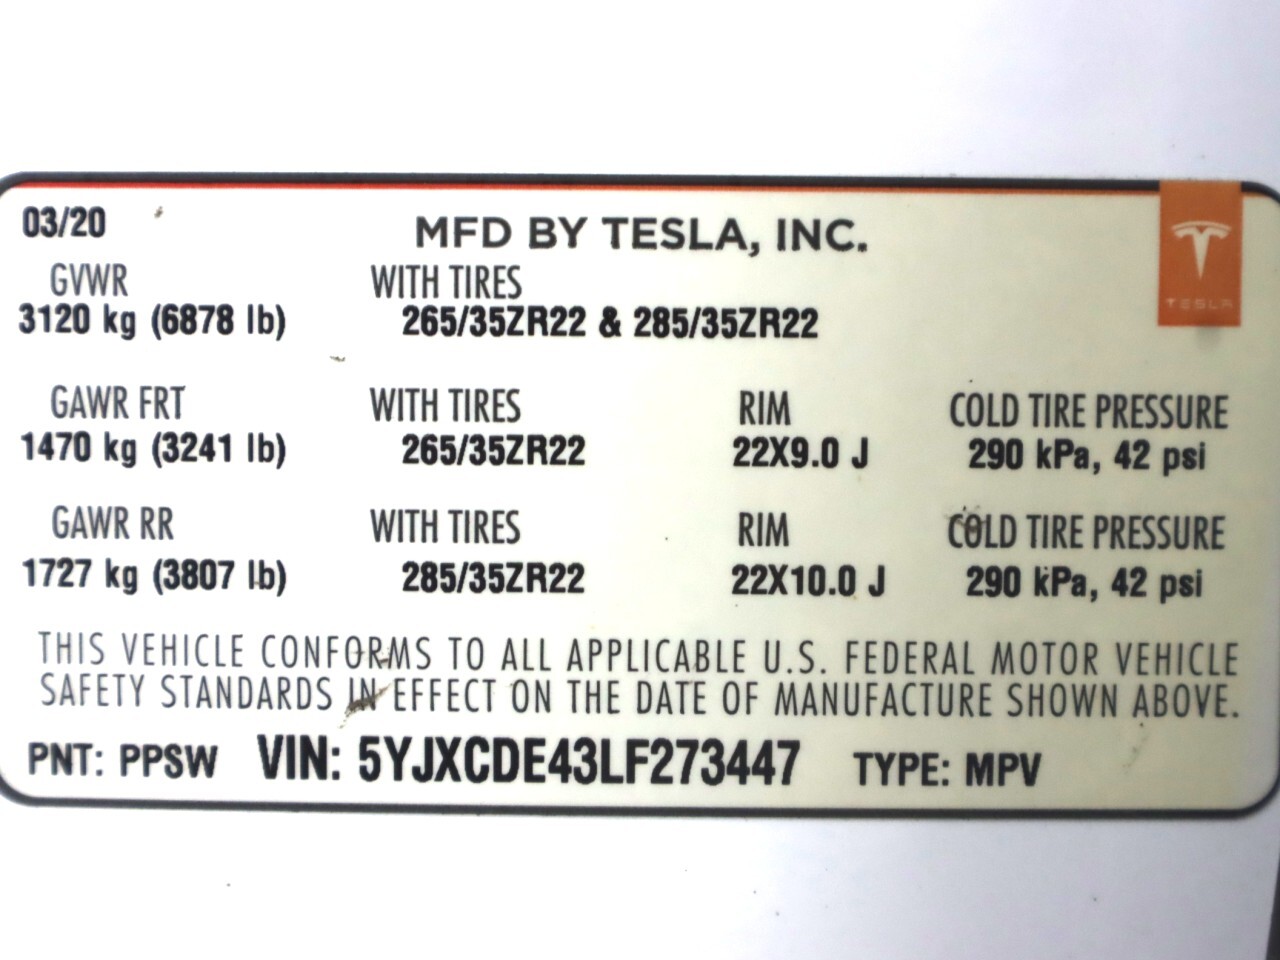 03/20
MFD BY TESLA, INC.
TESLA
GVWR WITH TIRES
3120 kg (6878 lb) 265/35ZR22 & 285/35ZR22
GAWR FRT WITH TIRES RIM COLD TIRE PRESSURE
1470 kg (3241 lb) 265/35ZR22 22X9.0 J 290 kPa, 42 psi
GAWR RR WITH TIRES RIM COLD TIRE PRESSURE
1727 kg (3807 lb) 285/35ZR22 22X10.0 J 290 kPa, 42 psi
THIS VEHICLE CONFORMS TO ALL APPLICABLE U.S. FEDERAL MOTOR VEHICLE
SAFETY STANDARDS IN EFFECT ON THE DATE OF MANUFACTURE SHOWN ABOVE.
PNT: PPSW VIN: 5YJXCDE43LF273447 TYPE: MPV